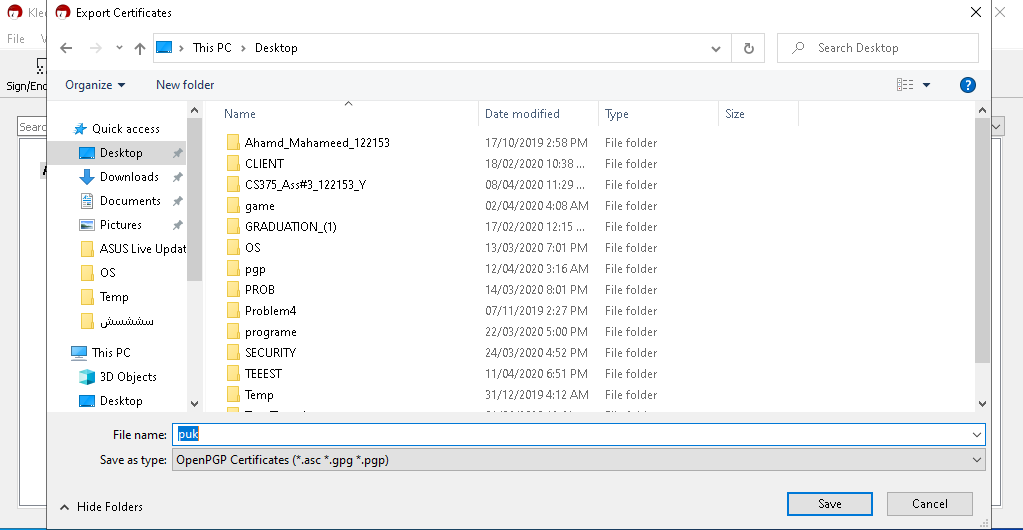 Export Certificates
File
This PC > Desktop
Search Desktop
Organize
New folder
Sign/Enc
Name Date modified Type Size
Quick access
Desktop
Downloads
Documents
Pictures
ASUS Live Updat
OS
Temp
سشششسش
This PC
3D Objects
Desktop
Ahamd_Mahameed_122153 17/10/2019 2:58 PM File folder
CLIENT 18/02/2020 10:38 ... File folder
CS375_Ass#3_122153_Y 08/04/2020 11:29 ... File folder
game 02/04/2020 4:08 AM File folder
GRADUATION_(1) 17/02/2020 12:15 ... File folder
OS 13/03/2020 7:01 PM File folder
pgp 12/04/2020 3:16 AM File folder
PROB 14/03/2020 8:01 PM File folder
Problem4 07/11/2019 2:27 PM File folder
programe 22/03/2020 5:00 PM File folder
SECURITY 24/03/2020 4:52 PM File folder
TEEEST 11/04/2020 6:51 PM File folder
Temp 31/12/2019 4:12 AM File folder
File name: puk
Save as type: OpenPGP Certificates (*.asc *.gpg *.pgp)
Hide Folders
Save
Cancel